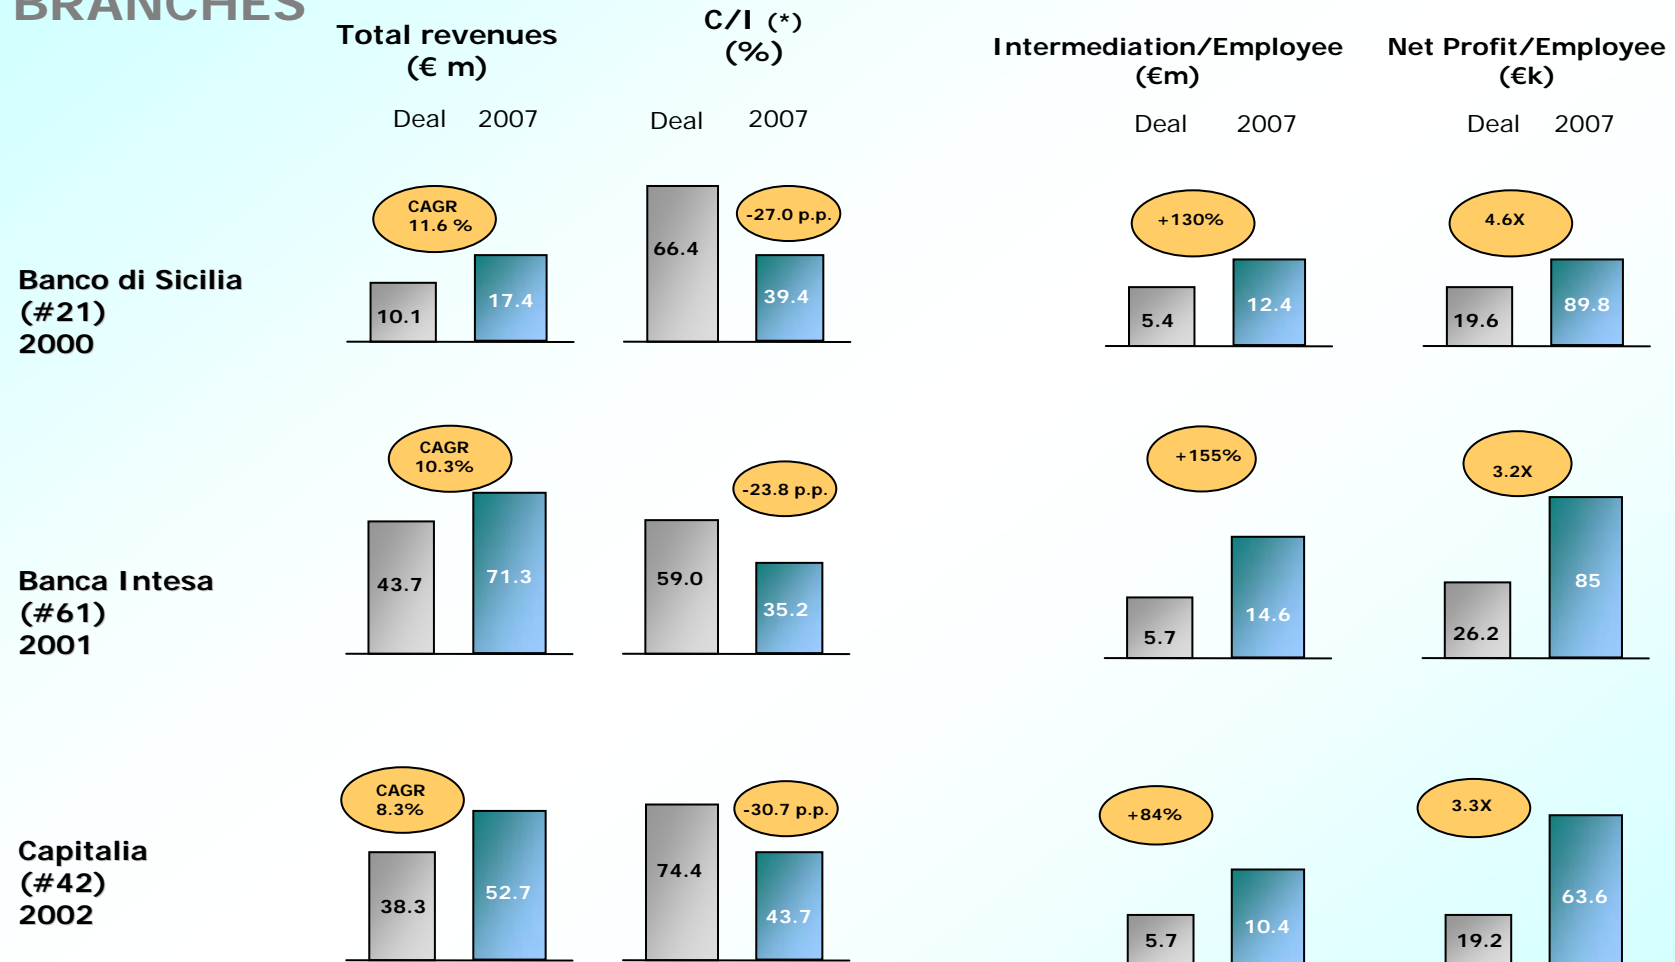 BRANCHES
Total revenues
(€ m)
C/I (*)
(%)
Intermediation/Employee
(€m)
Net Profit/Employee
(€k)
Deal 2007
Deal 2007
Deal 2007
Deal 2007
Banco di Sicilia
(#21)
2000
CAGR
11.6 %
10.1
17.4
66.4
-27.0 p.p.
39.4
+130%
5.4
12.4
4.6X
19.6
89.8
Banca Intesa
(#61)
2001
CAGR
10.3%
43.7
71.3
59.0
-23.8 p.p.
35.2
+155%
5.7
14.6
3.2X
26.2
85
Capitalia
(#42)
2002
CAGR
8.3%
38.3
52.7
74.4
-30.7 p.p.
43.7
+84%
5.7
10.4
3.3X
19.2
63.6